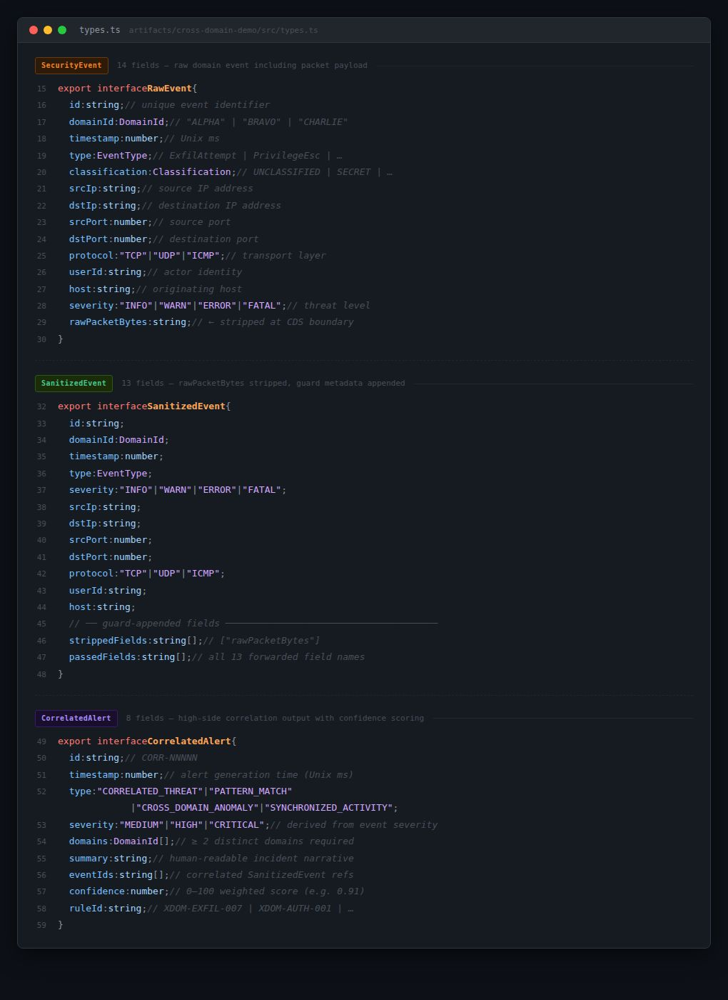 types.ts artifacts/cross-domain-demo/src/types.ts
SecurityEvent 14 fields — raw domain event including packet payload
15 export interfaceRawEvent{
16 id:string;// unique event identifier
17 domainId:DomainId;// "ALPHA" | "BRAVO" | "CHARLIE"
18 timestamp:number;// Unix ms
19 type:EventType;// ExfilAttempt | PrivilegeEsc | …
20 classification:Classification;// UNCLASSIFIED | SECRET | …
21 srcIp:string;// source IP address
22 dstIp:string;// destination IP address
23 srcPort:number;// source port
24 dstPort:number;// destination port
25 protocol:"TCP"|"UDP"|"ICMP";// transport layer
26 userId:string;// actor identity
27 host:string;// originating host
28 severity:"INFO"|"WARN"|"ERROR"|"FATAL";// threat level
29 rawPacketBytes:string;// ← stripped at CDS boundary
30 }
SanitizedEvent 13 fields — rawPacketBytes stripped, guard metadata appended
32 export interfaceSanitizedEvent{
33 id:string;
34 domainId:DomainId;
35 timestamp:number;
36 type:EventType;
37 severity:"INFO"|"WARN"|"ERROR"|"FATAL";
38 srcIp:string;
39 dstIp:string;
40 srcPort:number;
41 dstPort:number;
42 protocol:"TCP"|"UDP"|"ICMP";
43 userId:string;
44 host:string;
45 // ── guard-appended fields ──────────────────────────────────────
46 strippedFields:string[];// ["rawPacketBytes"]
47 passedFields:string[];// all 13 forwarded field names
48 }
CorrelatedAlert 8 fields — high-side correlation output with confidence scoring
49 export interfaceCorrelatedAlert{
50 id:string;// CORR-NNNNN
51 timestamp:number;// alert generation time (Unix ms)
52 type:"CORRELATED_THREAT"|"PATTERN_MATCH"
|"CROSS_DOMAIN_ANOMALY"|"SYNCHRONIZED_ACTIVITY";
53 severity:"MEDIUM"|"HIGH"|"CRITICAL";// derived from event severity
54 domains:DomainId[];// ≥ 2 distinct domains required
55 summary:string;// human-readable incident narrative
56 eventIds:string[];// correlated SanitizedEvent refs
57 confidence:number;// 0–100 weighted score (e.g. 0.91)
58 ruleId:string;// XDOM-EXFIL-007 | XDOM-AUTH-001 | …
59 }